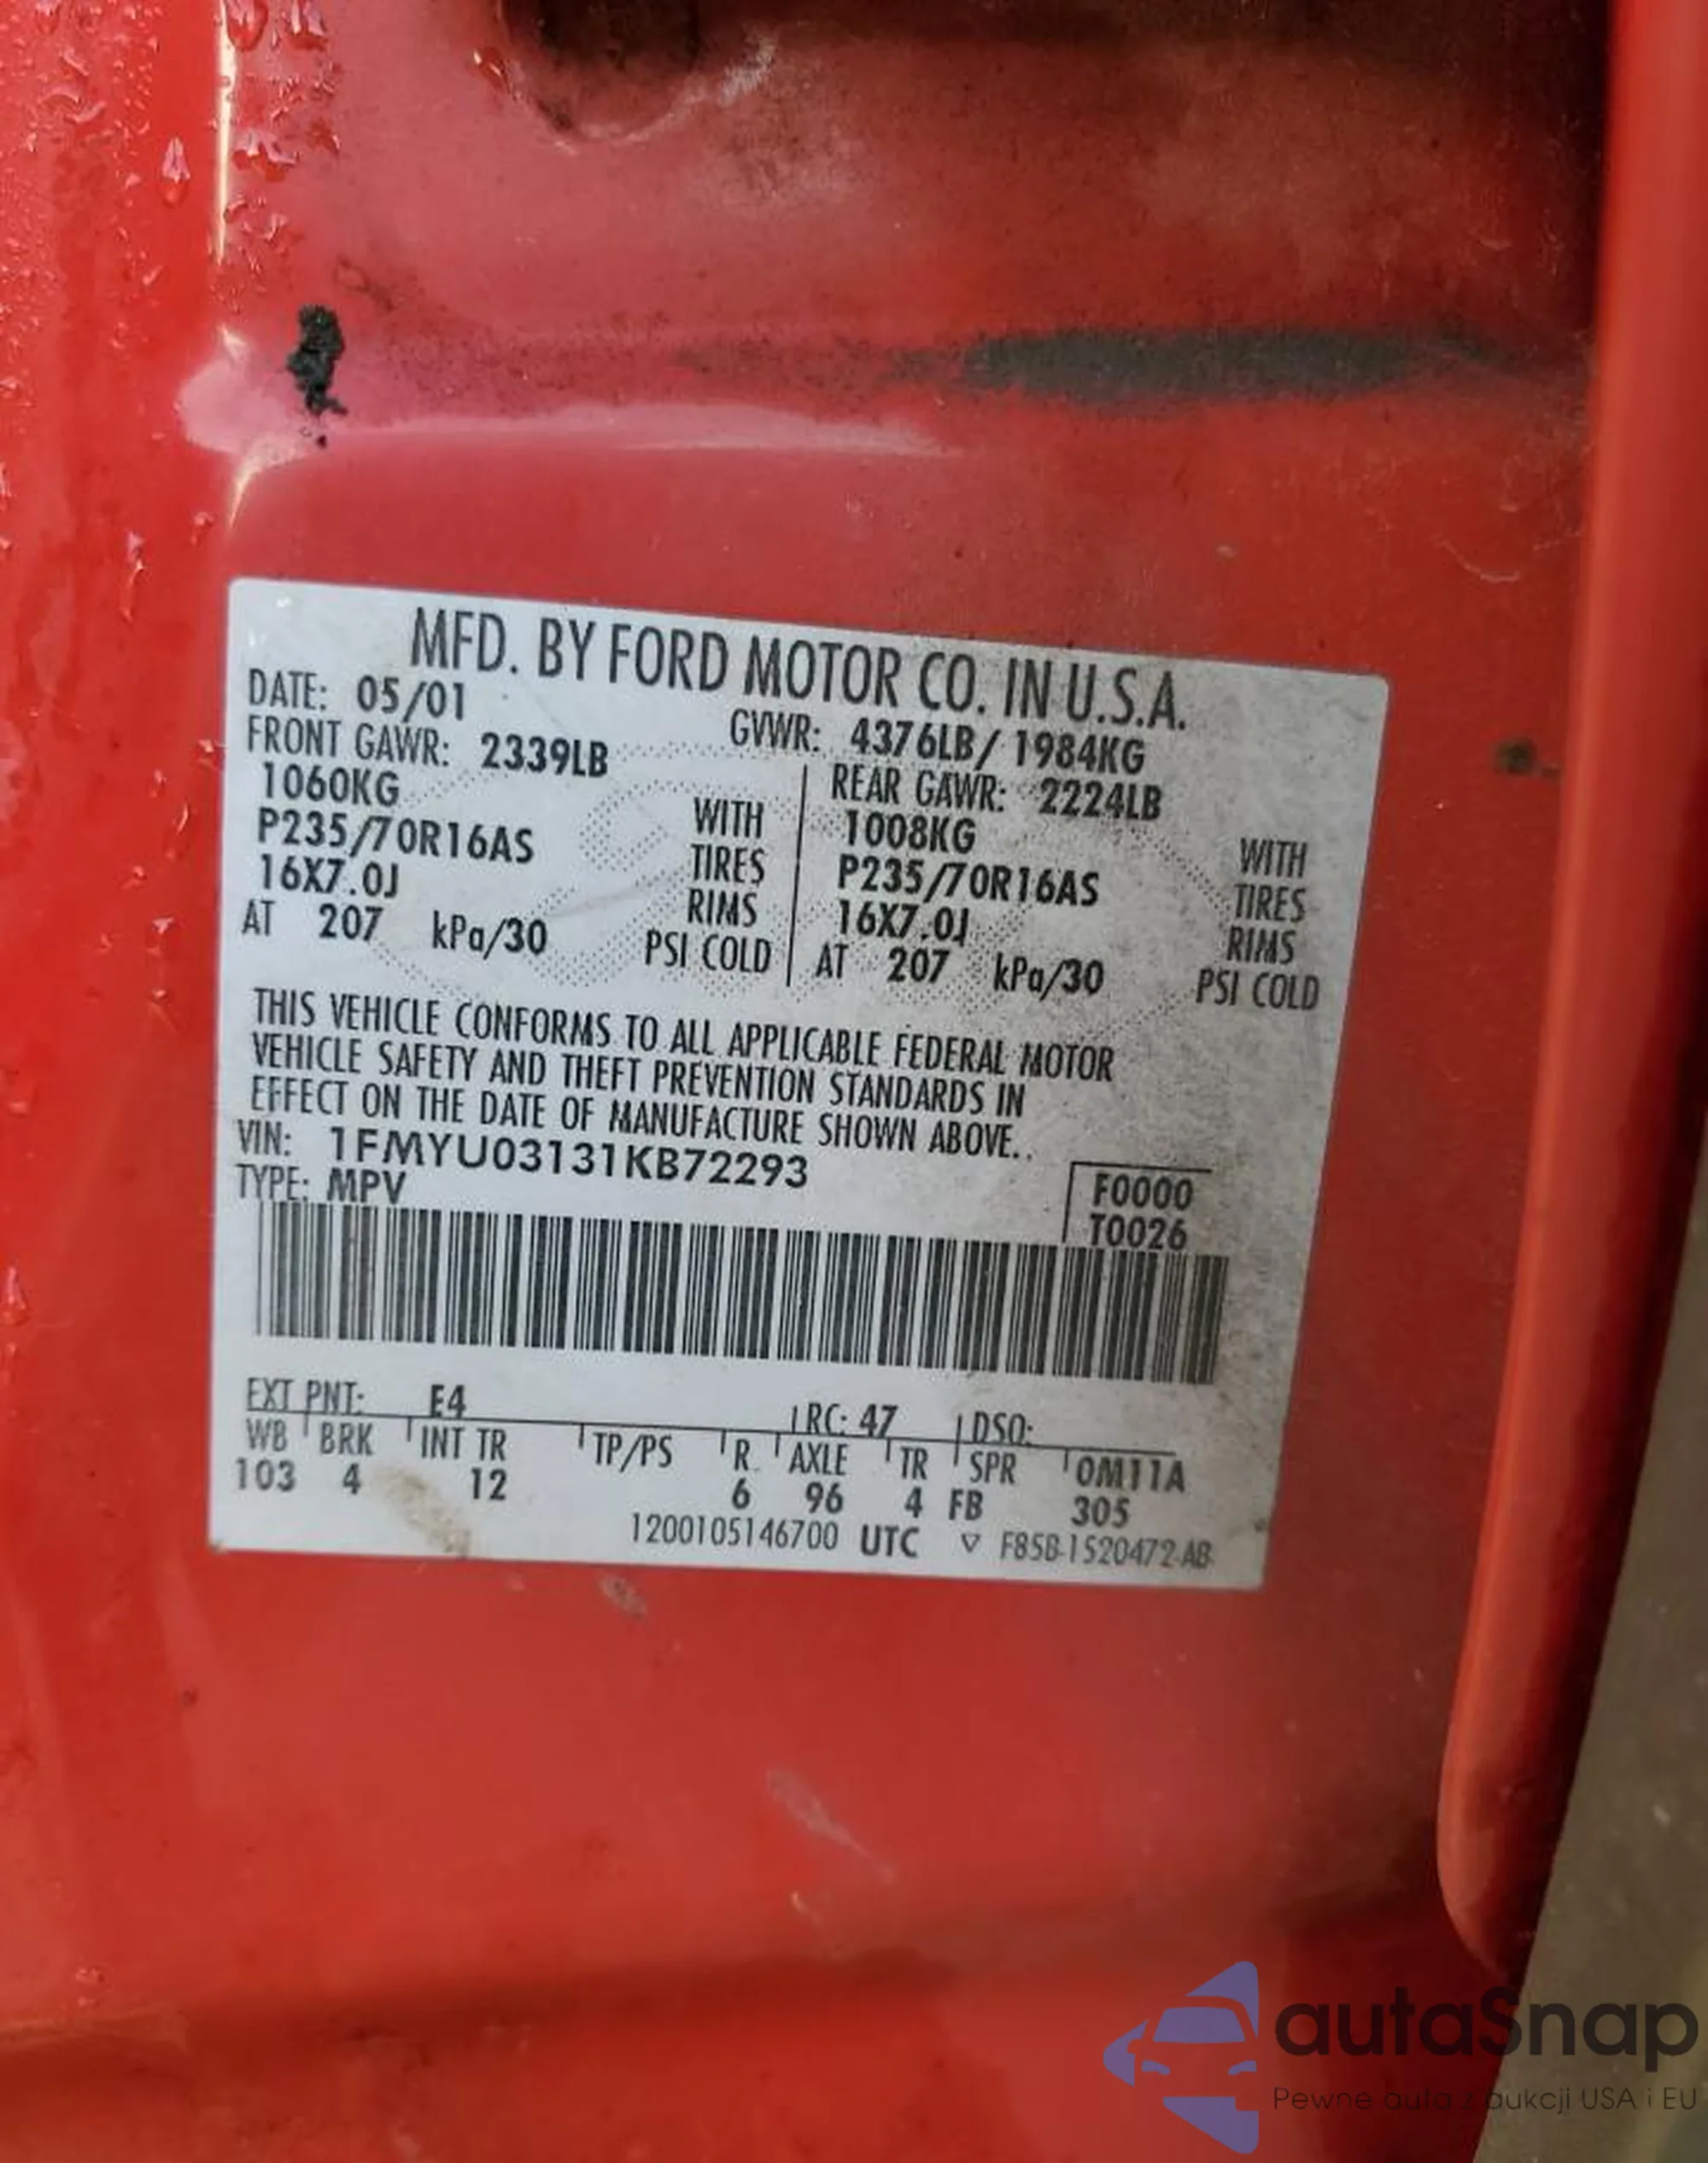 MFD. BY FORD MOTOR CO. IN U.S.A.
DATE: 05/01 GVWR: 4376LB/ 1984KG
FRONT GAWR: 2339LB REAR GAWR: 2224LB
1060KG WITH 1008KG WITH
P235/70R16AS TIRES P235/70R16AS TIRES
16X7.0J RIMS 16X7.0J RIMS
AT 207 kPa/30 PSI COLD AT 207 kPa/30 PSI COLD
THIS VEHICLE CONFORMS TO ALL APPLICABLE FEDERAL MOTOR
VEHICLE SAFETY AND THEFT PREVENTION STANDARDS IN
EFFECT ON THE DATE OF MANUFACTURE SHOWN ABOVE..
VIN: 1FMYU03131KB72293
TYPE: MPV
F0000
T0026
EXT PNT: E4 RC: 47 DSO:
WB BRK INT TR TP/PS R AXLE TR SPR 0M11A
103 4 12 6 96 4 FB 305
1200105146700 UTC ▽ F85B-1520472-AB
autaSnap
Pewne auta z aukcji USA i EU